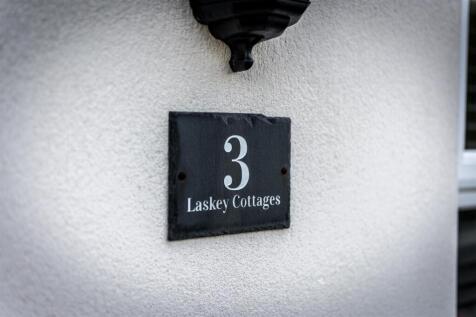 3
Laskey Cottages